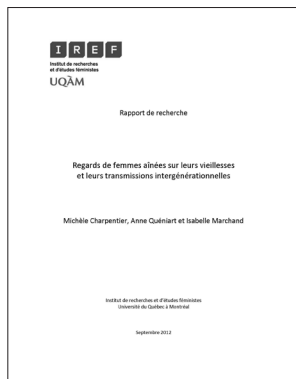 IREF
Institut de recherches
et d'études féministes
UQÀM
Rapport de recherche
Regards de femmes aînées sur leurs vieillesses
et leurs transmissions intergénérationnelles
Michèle Charpentier, Anne Quéniart et Isabelle Marchand
Institut de recherches et d'études féministes
Université du Québec à Montréal
Septembre 2012